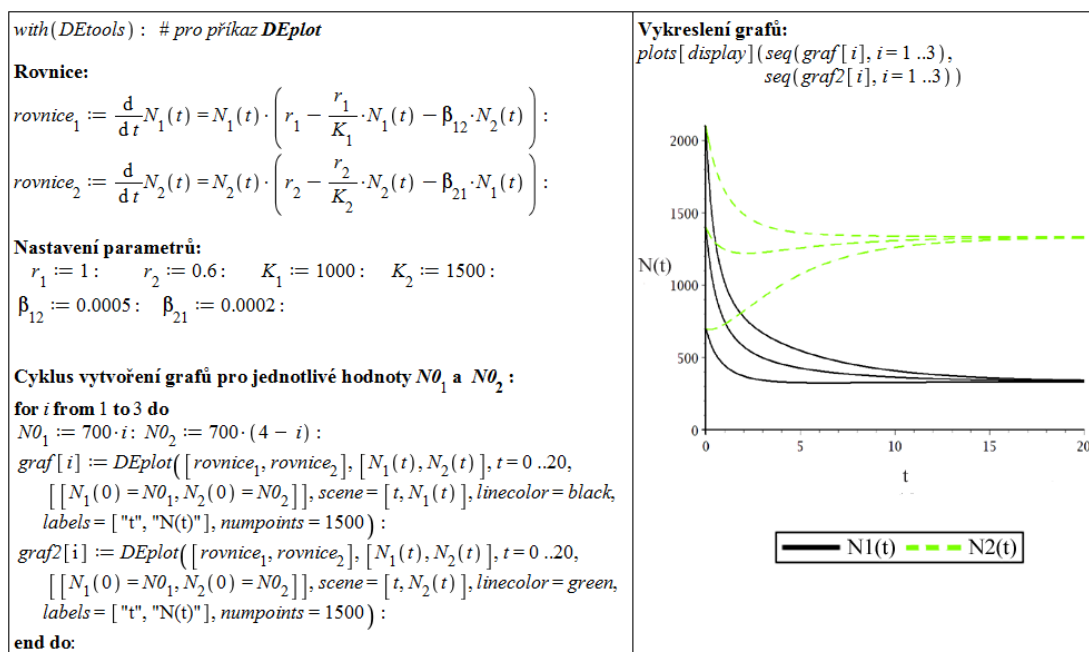 with(DEtools) : # pro příkaz DEplot
Rovnice:
rovnice₁ := d/dt N₁(t) = N₁(t)·(r₁ − r₁/K₁·N₁(t) − β₁₂·N₂(t)) :
rovnice₂ := d/dt N₂(t) = N₂(t)·(r₂ − r₂/K₂·N₂(t) − β₂₁·N₁(t)) :
Nastavení parametrů:
r₁ := 1 : r₂ := 0.6 : K₁ := 1000 : K₂ := 1500 :
β₁₂ := 0.0005 : β₂₁ := 0.0002 :
Cyklus vytvoření grafů pro jednotlivé hodnoty N0₁ a N0₂ :
for i from 1 to 3 do
N0₁ := 700·i : N0₂ := 700·(4 − i) :
graf[i] := DEplot([rovnice₁, rovnice₂], [N₁(t), N₂(t)], t = 0 ..20,
[[N₁(0) = N0₁, N₂(0) = N0₂]], scene = [t, N₁(t)], linecolor = black,
labels = ["t", "N(t)"], numpoints = 1500) :
graf2[i] := DEplot([rovnice₁, rovnice₂], [N₁(t), N₂(t)], t = 0 ..20,
[[N₁(0) = N0₁, N₂(0) = N0₂]], scene = [t, N₂(t)], linecolor = green,
labels = ["t", "N(t)"], numpoints = 1500) :
end do:
Vykreslení grafů:
plots[display](seq(graf[i], i = 1 ..3),
seq(graf2[i], i = 1 ..3))
2000
1500
N(t)
1000
500
0
0 5 10 15 20
t
N1(t) N2(t)